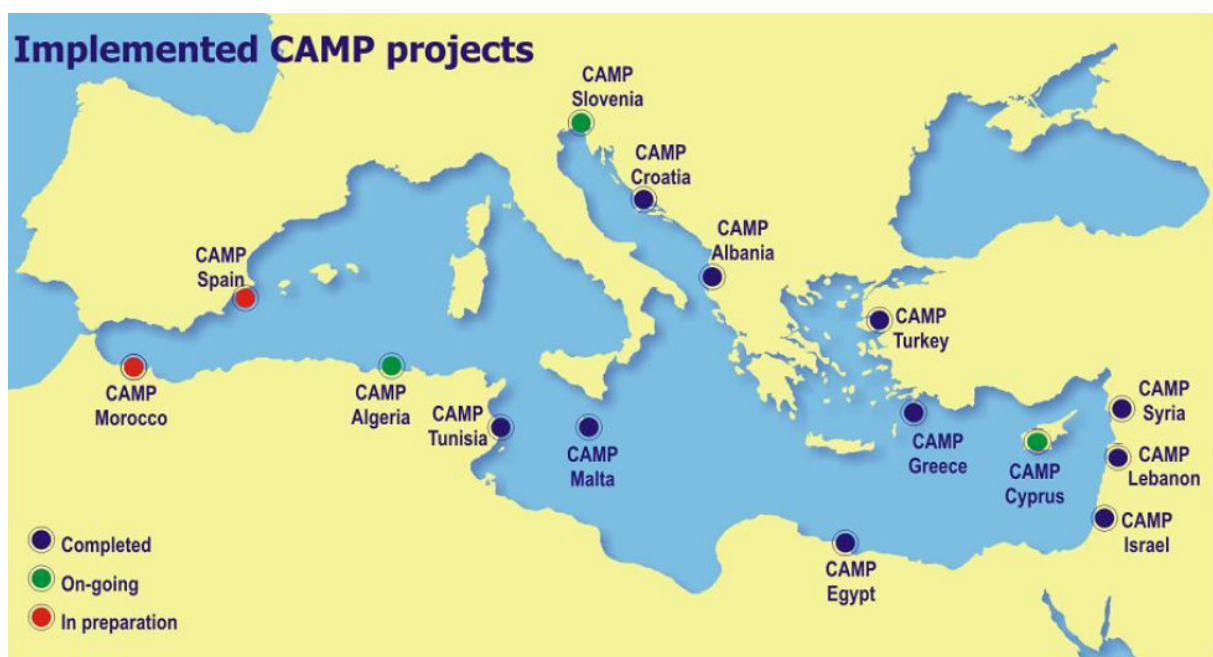 Implemented CAMP projects
CAMP
Slovenia
CAMP
Croatia
CAMP
Albania
CAMP
Spain
CAMP
Turkey
CAMP
Morocco
CAMP
Algeria
CAMP
Tunisia
CAMP
Malta
CAMP
Greece
CAMP
Cyprus
CAMP
Syria
CAMP
Lebanon
CAMP
Israel
CAMP
Egypt
Completed
On-going
In preparation